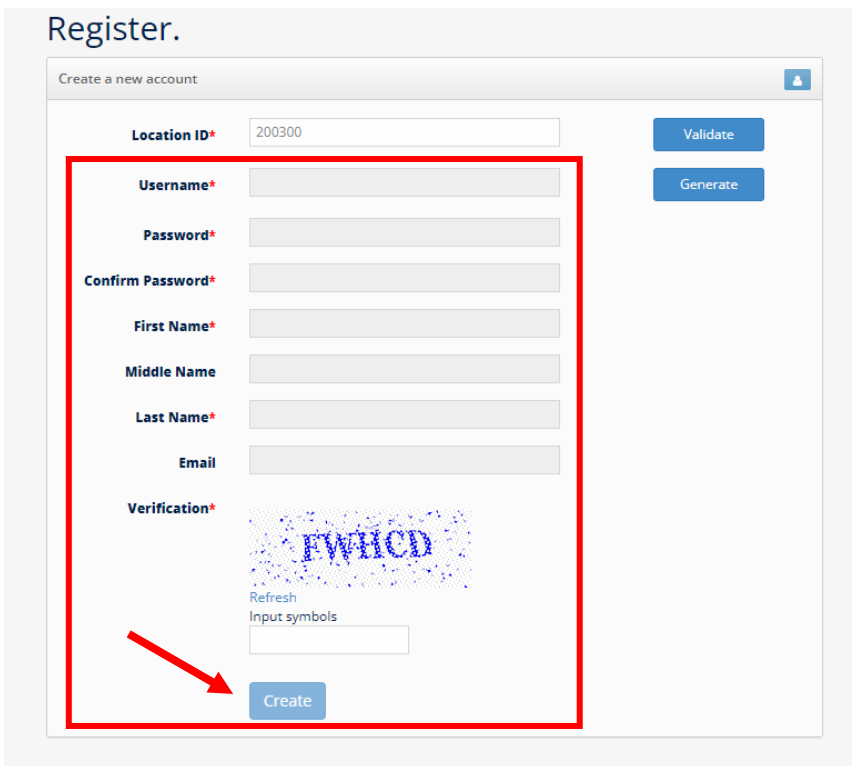 Register.
Create a new account
Location ID* 200300 Validate
Username* Generate
Password*
Confirm Password*
First Name*
Middle Name
Last Name*
Email
Verification*
FWHCD
Refresh
Input symbols
Create